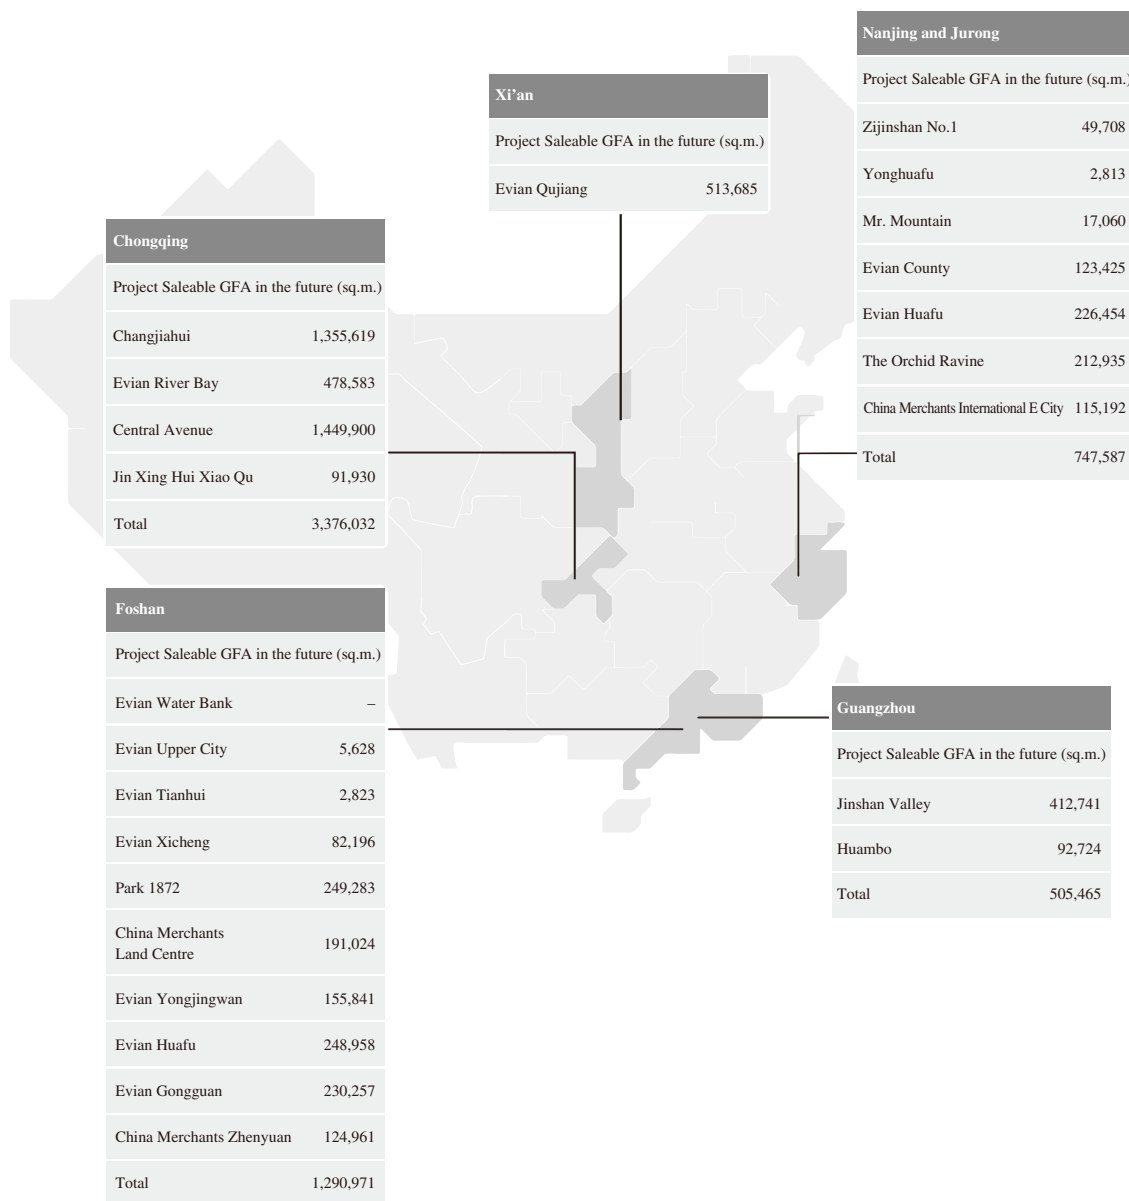 Nanjing and Jurong
Project Saleable GFA in the future (sq.m.)
Zijinshan No.1 49,708
Yonghuafu 2,813
Mr. Mountain 17,060
Evian County 123,425
Evian Huafu 226,454
The Orchid Ravine 212,935
China Merchants International E City 115,192
Total 747,587
Xi’an
Project Saleable GFA in the future (sq.m.)
Evian Qujiang 513,685
Chongqing
Project Saleable GFA in the future (sq.m.)
Changjiahui 1,355,619
Evian River Bay 478,583
Central Avenue 1,449,900
Jin Xing Hui Xiao Qu 91,930
Total 3,376,032
Foshan
Project Saleable GFA in the future (sq.m.)
Evian Water Bank –
Evian Upper City 5,628
Evian Tianhui 2,823
Evian Xicheng 82,196
Park 1872 249,283
China Merchants
Land Centre 191,024
Evian Yongjingwan 155,841
Evian Huafu 248,958
Evian Gongguan 230,257
China Merchants Zhenyuan 124,961
Total 1,290,971
Guangzhou
Project Saleable GFA in the future (sq.m.)
Jinshan Valley 412,741
Huambo 92,724
Total 505,465